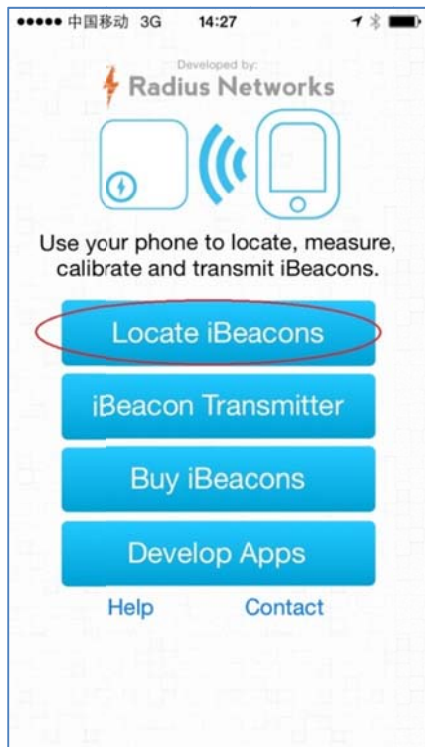 中国移动 3G 14:27
Developed by:
Radius Networks
Use your phone to locate, measure,
calibrate and transmit iBeacons.
Locate iBeacons
iBeacon Transmitter
Buy iBeacons
Develop Apps
Help Contact